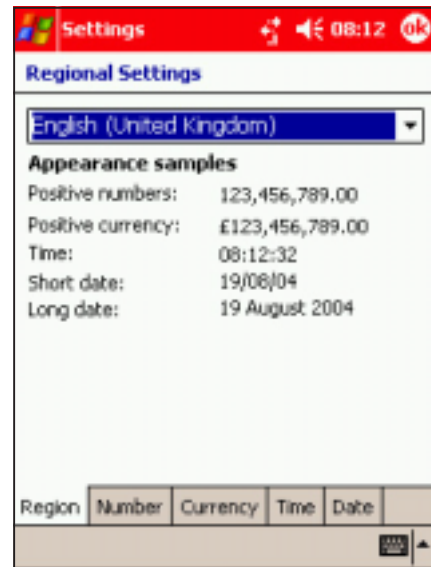 Settings 08:12 ok
Regional Settings
English (United Kingdom)
Appearance samples
Positive numbers: 123,456,789.00
Positive currency: £123,456,789.00
Time: 08:12:32
Short date: 19/08/04
Long date: 19 August 2004
Region Number Currency Time Date